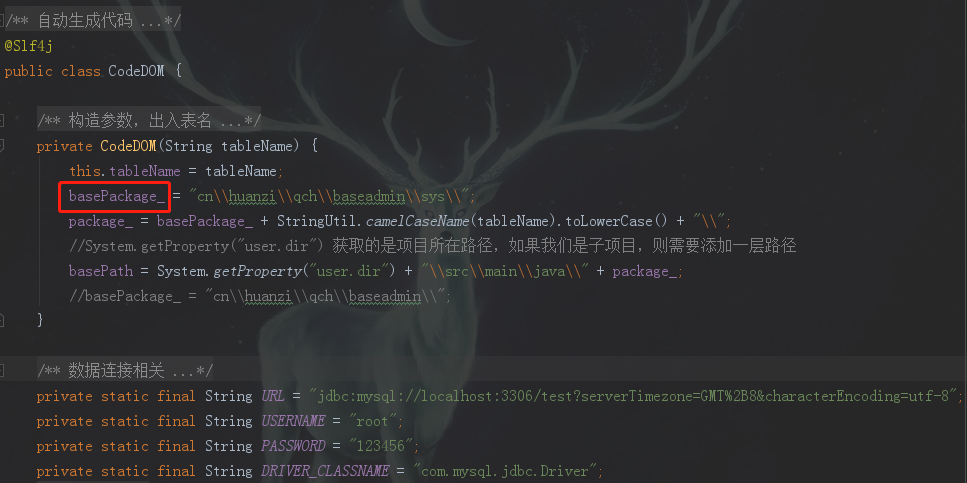 /** 自动生成代码 ...*/
@Slf4j
public class CodeDOM {
/** 构造参数，出入表名 ...*/
private CodeDOM(String tableName) {
this.tableName = tableName;
basePackage_ = "cn\\huanzi\\qch\\baseadmin\\sys\\";
package_ = basePackage_ + StringUtil.camelCaseName(tableName).toLowerCase() + "\\";
//System.getProperty("user.dir") 获取的是项目所在路径，如果我们是子项目，则需要添加一层路径
basePath = System.getProperty("user.dir") + "\\src\\main\\java\\" + package_;
//basePackage_ = "cn\\huanzi\\qch\\baseadmin\\";
}
/** 数据连接相关 ...*/
private static final String URL = "jdbc:mysql://localhost:3306/test?serverTimezone=GMT%2B8&characterEncoding=utf-8";
private static final String USERNAME = "root";
private static final String PASSWORD = "123456";
private static final String DRIVER_CLASSNAME = "com.mysql.jdbc.Driver";